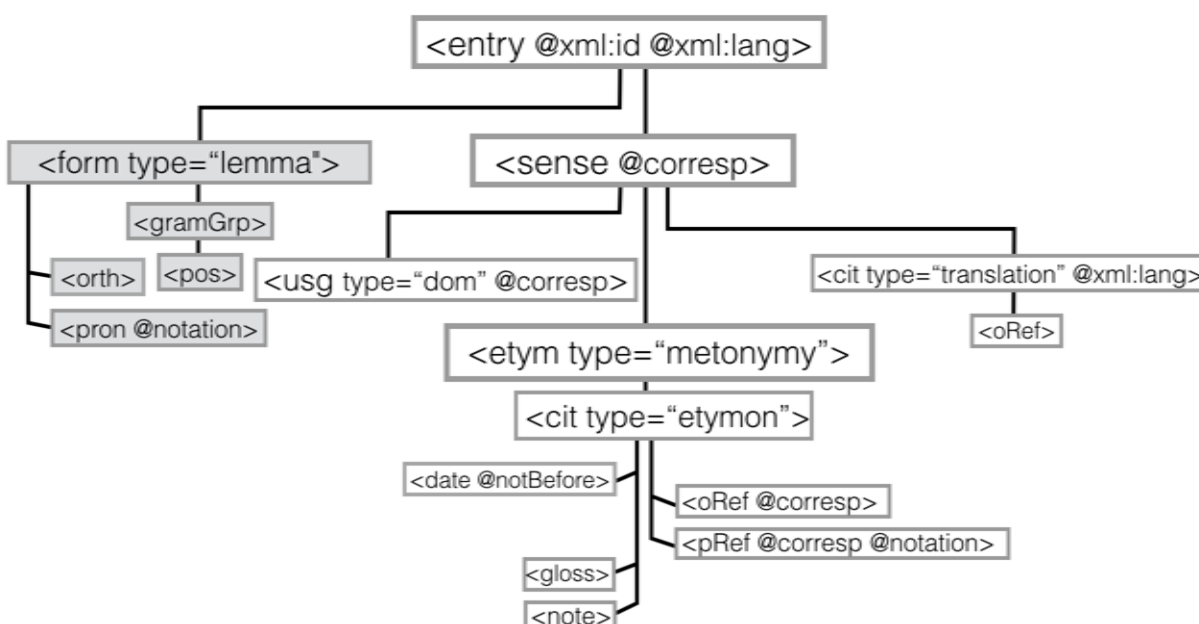 <entry @xml:id @xml:lang>
<form type=“lemma">
<sense @corresp>
<gramGrp>
<orth>
<pos>
<usg type=“dom” @corresp>
<cit type=“translation” @xml:lang>
<pron @notation>
<oRef>
<etym type=“metonymy”>
<cit type=“etymon”>
<date @notBefore>
<oRef @corresp>
<pRef @corresp @notation>
<gloss>
<note>